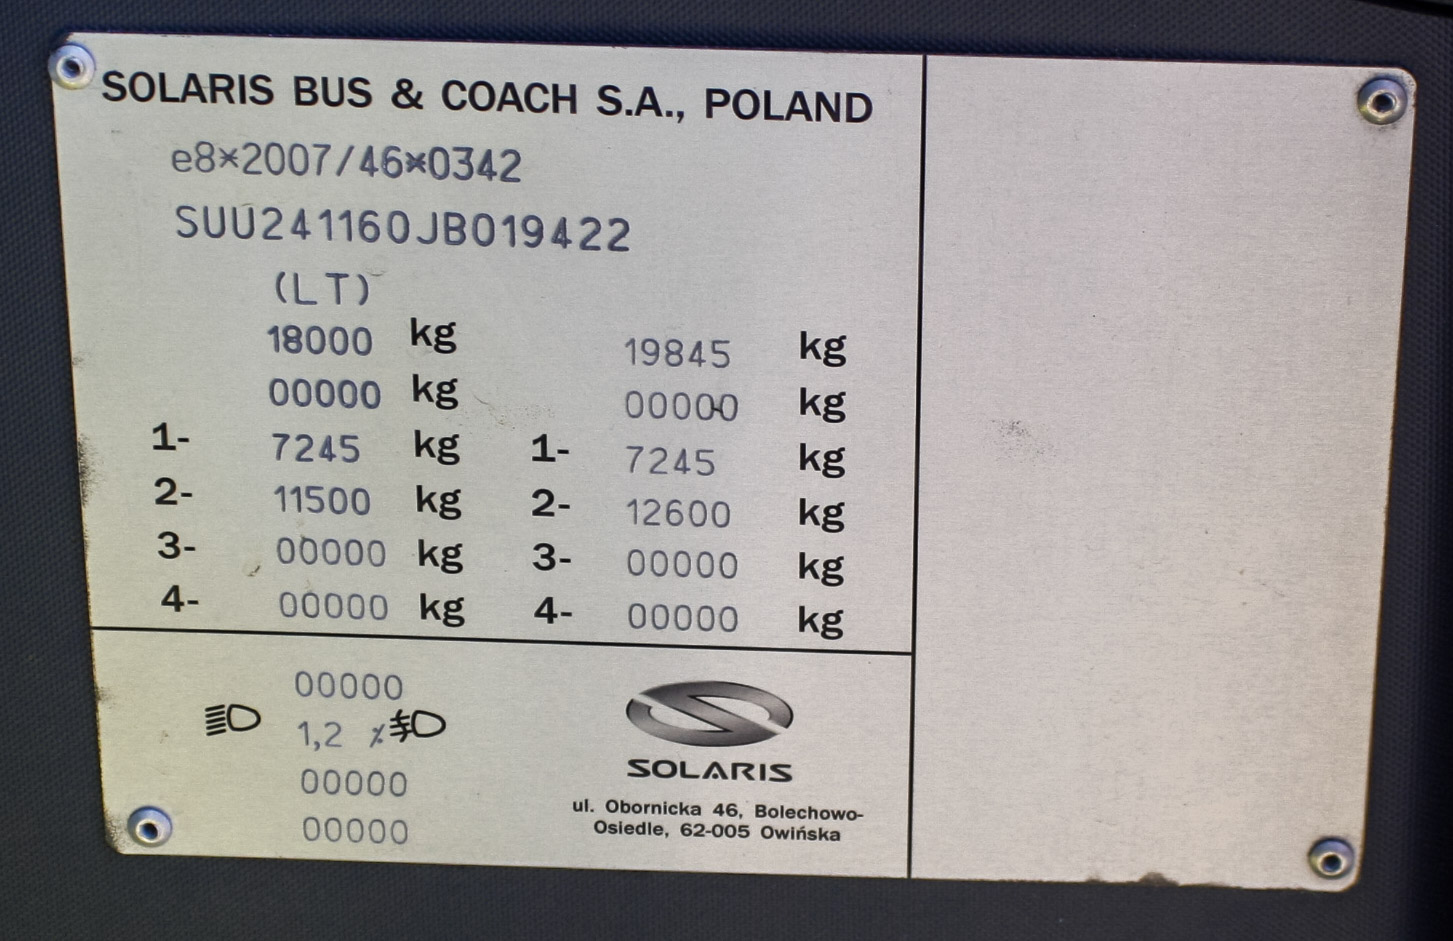 SOLARIS BUS & COACH S.A., POLAND
e8*2007/46*0342
SUU241160JB019422
(LT)
18000 kg 19845 kg
00000 kg 00000 kg
1- 7245 kg 1- 7245 kg
2- 11500 kg 2- 12600 kg
3- 00000 kg 3- 00000 kg
4- 00000 kg 4- 00000 kg
00000
1,2 %
00000
00000
SOLARIS
ul. Obornicka 46, Bolechowo-
Osiedle, 62-005 Owińska